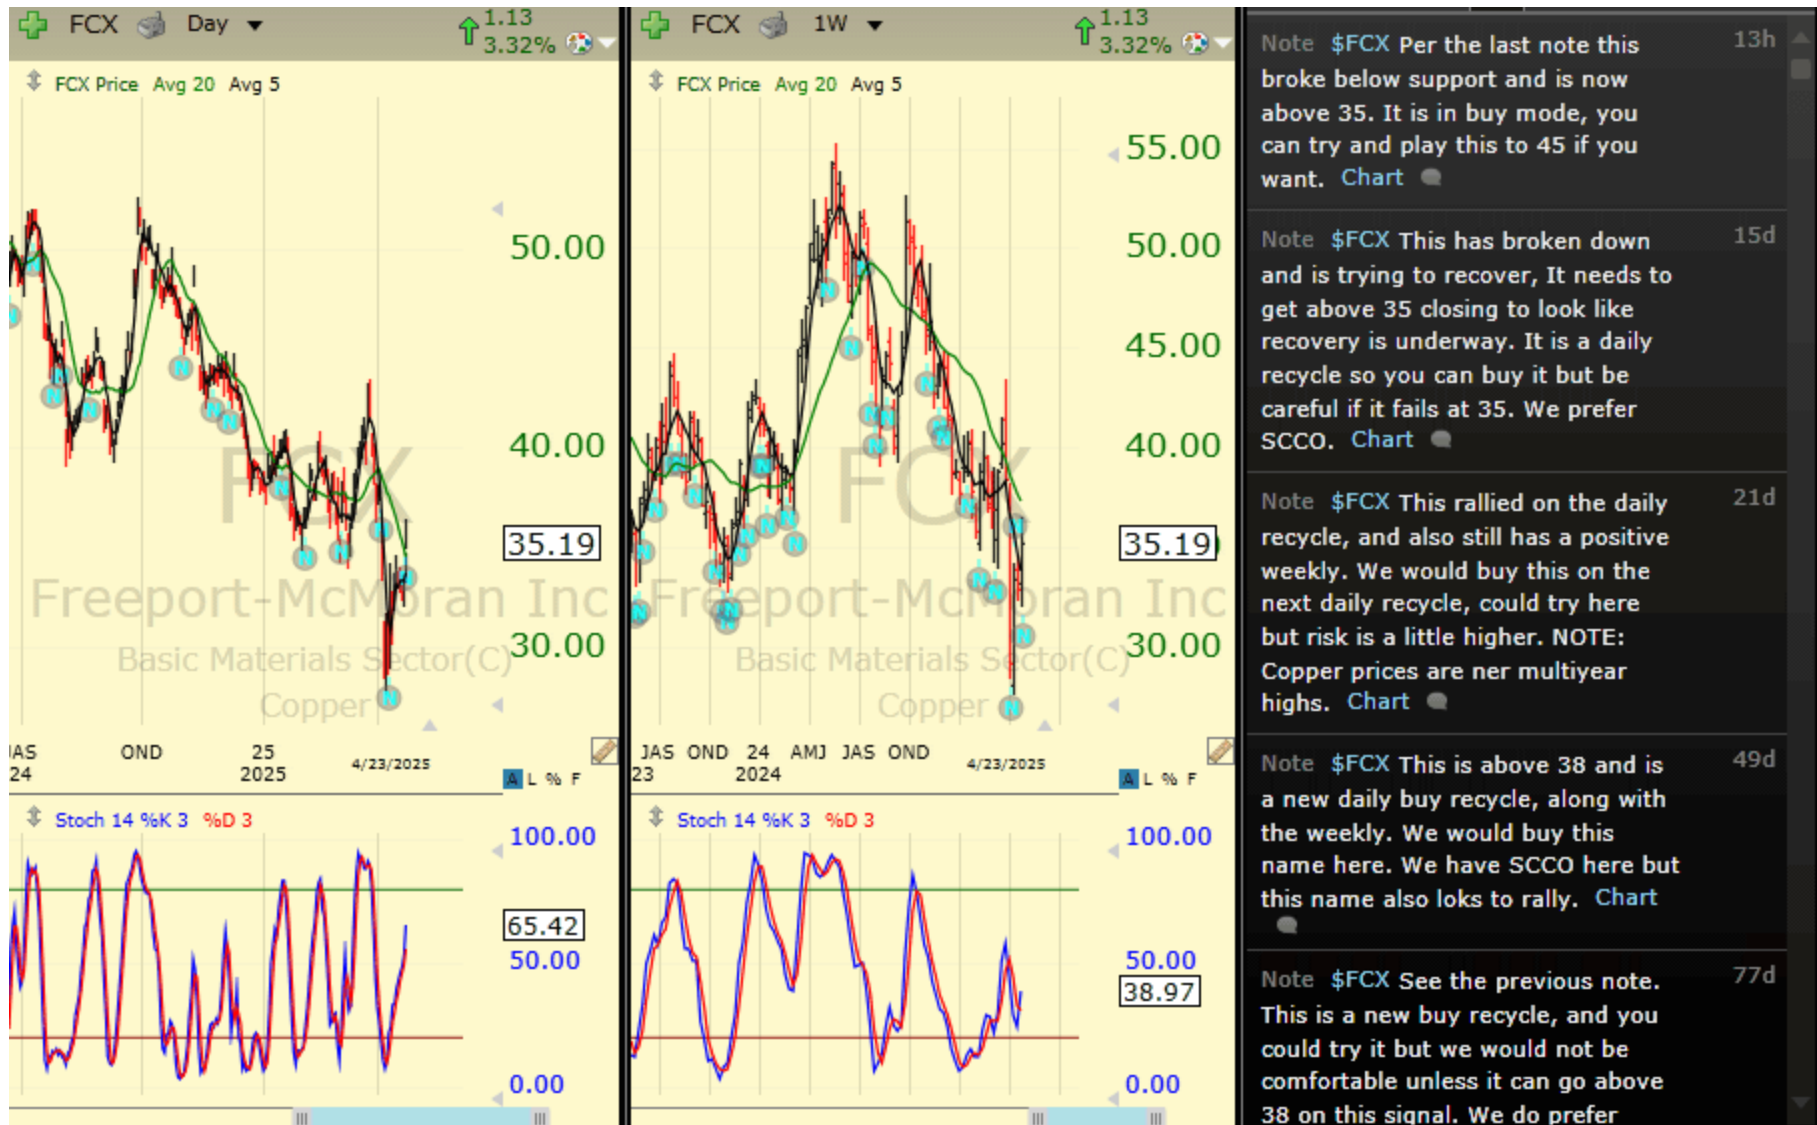 FCX Day
1.13
3.32%
FCX Price Avg 20 Avg 5
50.00
40.00
35.19
30.00
FCX
Freeport-McMoran Inc
Basic Materials Sector(C)
Copper
N
N
N
N
N
N
N
N
N
N
N
N
N
N
JAS OND 25
24 2025 4/23/2025
A L % F
Stoch 14 %K 3 %D 3
100.00
65.42
50.00
0.00
FCX 1W
1.13
3.32%
FCX Price Avg 20 Avg 5
55.00
50.00
45.00
40.00
35.19
30.00
FCX
Freeport-McMoran Inc
Basic Materials Sector(C)
Copper
JAS OND 24 AMJ JAS OND
23 2024 4/23/2025
A L % F
Stoch 14 %K 3 %D 3
100.00
50.00
38.97
0.00
Note $FCX Per the last note this 13h
broke below support and is now
above 35. It is in buy mode, you
can try and play this to 45 if you
want. Chart
Note $FCX This has broken down 15d
and is trying to recover, It needs to
get above 35 closing to look like
recovery is underway. It is a daily
recycle so you can buy it but be
careful if it fails at 35. We prefer
SCCO. Chart
Note $FCX This rallied on the daily 21d
recycle, and also still has a positive
weekly. We would buy this on the
next daily recycle, could try here
but risk is a little higher. NOTE:
Copper prices are ner multiyear
highs. Chart
Note $FCX This is above 38 and is 49d
a new daily buy recycle, along with
the weekly. We would buy this
name here. We have SCCO here but
this name also loks to rally. Chart
Note $FCX See the previous note. 77d
This is a new buy recycle, and you
could try it but we would not be
comfortable unless it can go above
38 on this signal. We do prefer